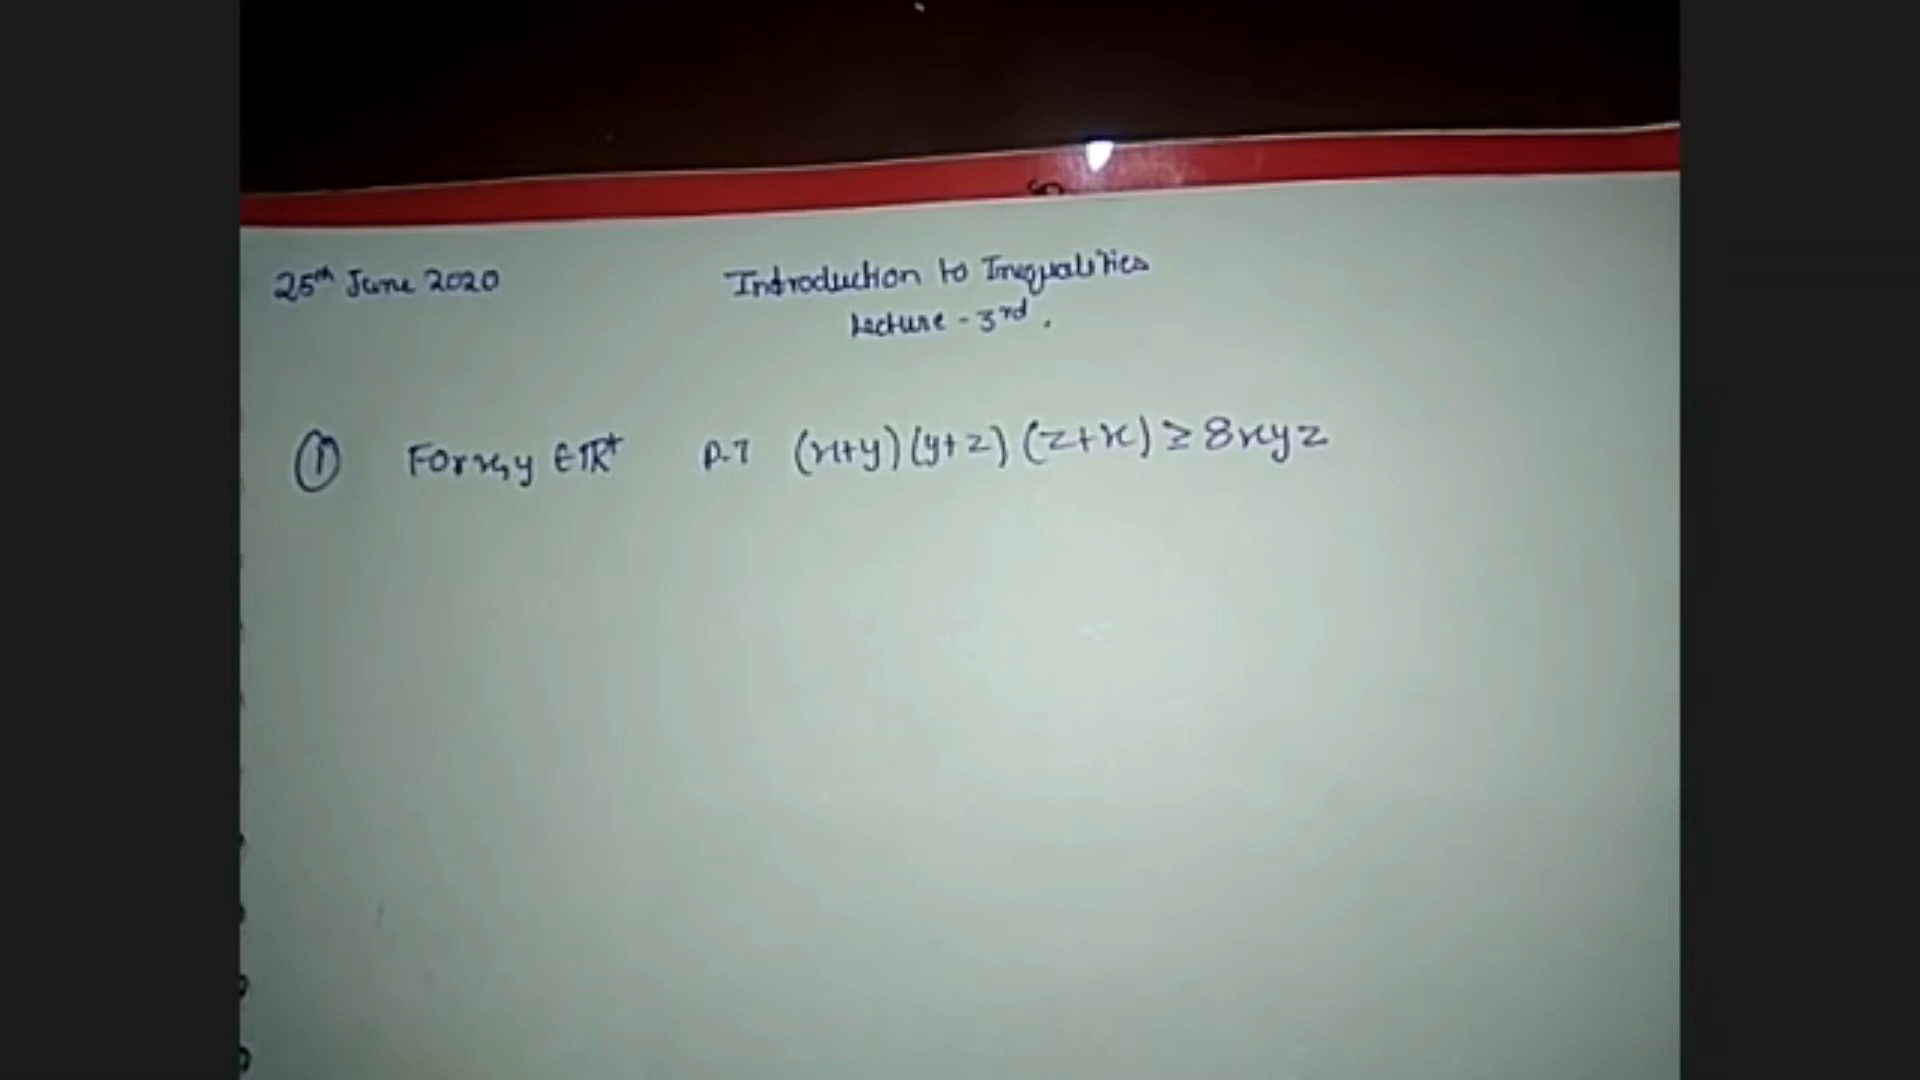 25th June 2020
Introduction to Inequalities
Lecture - 3rd .
① For x, y ∈ R⁺ P.T (x+y)(y+z)(z+x) ≥ 8xyz